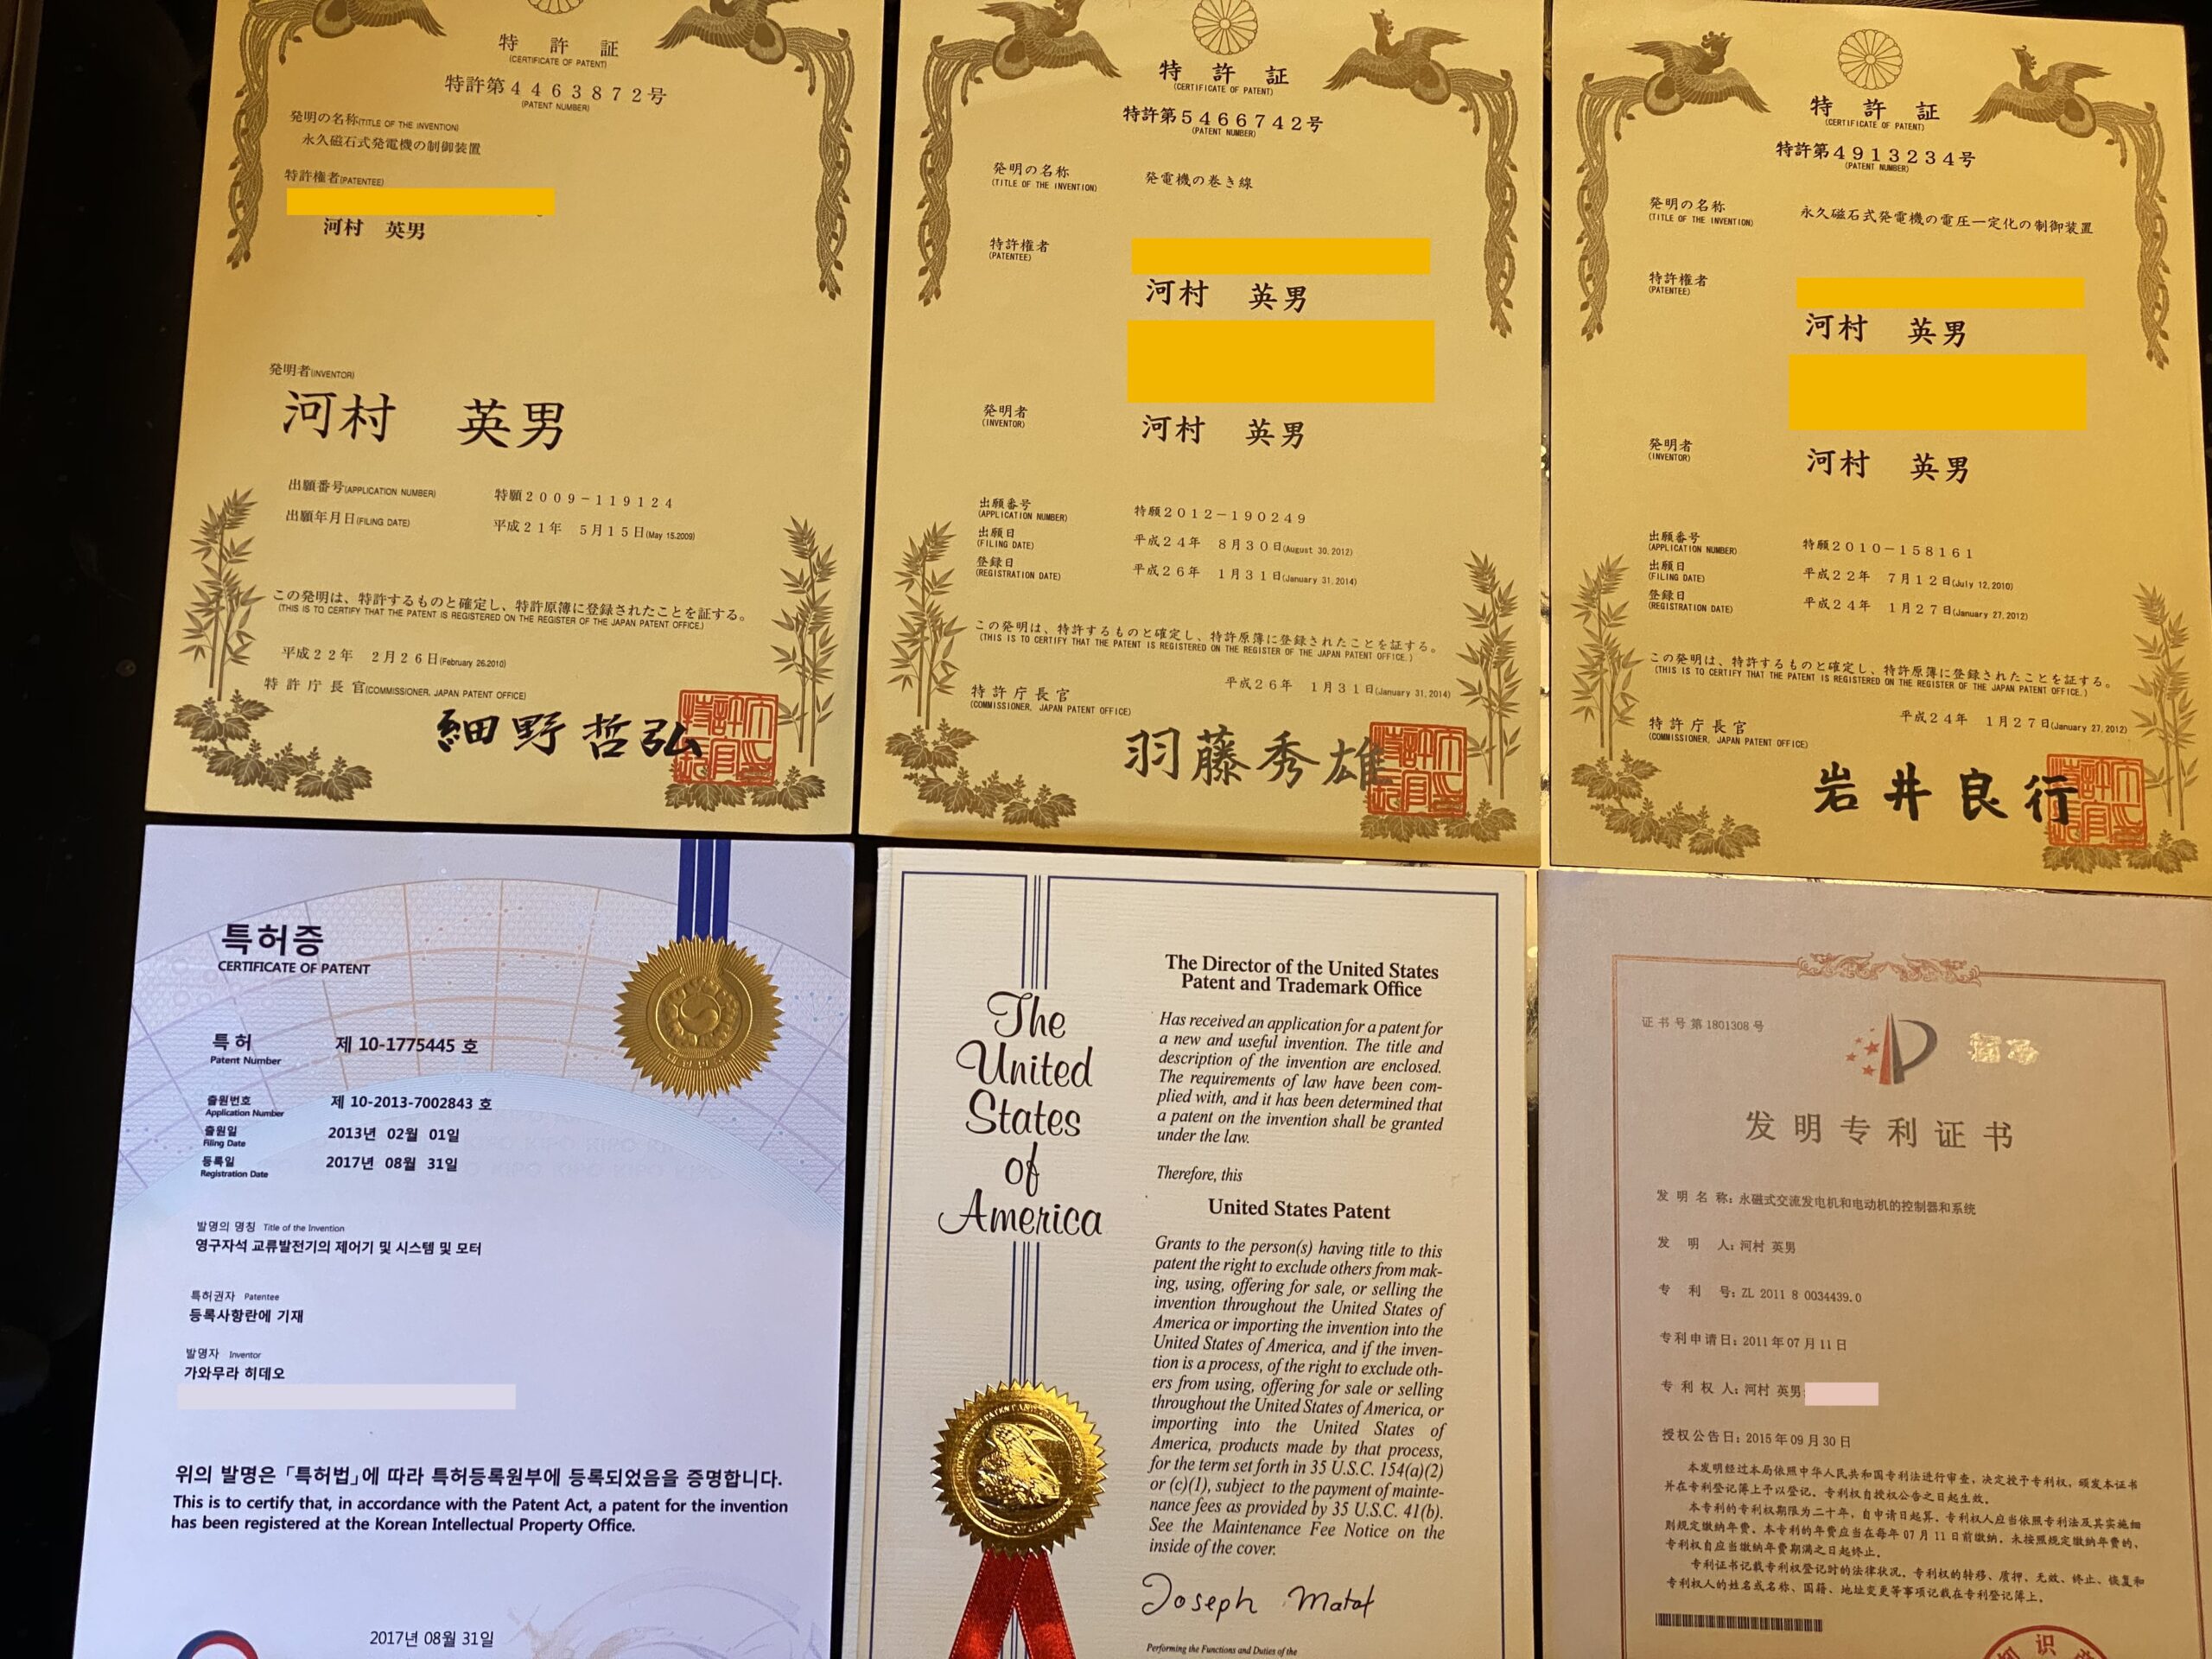 特許証
(CERTIFICATE OF PATENT)
特許第4463872号
(PATENT NUMBER)
発明の名称(TITLE OF THE INVENTION)
永久磁石式発電機の制御装置
特許権者(PATENTEE)
河村 英男
発明者(INVENTOR)
河村 英男
出願番号(APPLICATION NUMBER) 特願2009-119124
出願年月日(FILING DATE) 平成21年 5月15日(May 15.2009)
この発明は、特許するものと確定し、特許原簿に登録されたことを証する。
(THIS IS TO CERTIFY THAT THE PATENT IS REGISTERED ON THE REGISTER OF THE JAPAN PATENT OFFICE.)
平成22年 2月26日(February 26.2010)
特許庁長官(COMMISSIONER, JAPAN PATENT OFFICE)
細野哲弘
特許証
(CERTIFICATE OF PATENT)
特許第5466742号
(PATENT NUMBER)
発明の名称 発電機の巻き線
(TITLE OF THE INVENTION)
特許権者
(PATENTEE)
河村 英男
発明者 河村 英男
(INVENTOR)
出願番号 特願2012-190249
(APPLICATION NUMBER)
出願日 平成24年 8月30日(August 30,2012)
(FILING DATE)
登録日 平成26年 1月31日(January 31,2014)
(REGISTRATION DATE)
この発明は、特許するものと確定し、特許原簿に登録されたことを証する。
(THIS IS TO CERTIFY THAT THE PATENT IS REGISTERED ON THE REGISTER OF THE JAPAN PATENT OFFICE.)
平成26年 1月31日(January 31,2014)
特許庁長官
(COMMISSIONER, JAPAN PATENT OFFICE)
羽藤秀雄
特許証
(CERTIFICATE OF PATENT)
特許第4913234号
(PATENT NUMBER)
発明の名称 永久磁石式発電機の電圧一定化の制御装置
(TITLE OF THE INVENTION)
特許権者
(PATENTEE)
河村 英男
発明者 河村 英男
(INVENTOR)
出願番号 特願2010-158161
(APPLICATION NUMBER)
出願日 平成22年 7月12日(July 12,2010)
(FILING DATE)
登録日 平成24年 1月27日(January 27,2012)
(REGISTRATION DATE)
この発明は、特許するものと確定し、特許原簿に登録されたことを証する。
(THIS IS TO CERTIFY THAT THE PATENT IS REGISTERED ON THE REGISTER OF THE JAPAN PATENT OFFICE.)
平成24年 1月27日(January 27,2012)
特許庁長官
(COMMISSIONER, JAPAN PATENT OFFICE)
岩井良行
특허증
CERTIFICATE OF PATENT
특허 제 10-1775445 호
Patent Number
출원번호 제 10-2013-7002843 호
Application Number
출원일 2013년 02월 01일
Filing Date
등록일 2017년 08월 31일
Registration Date
발명의 명칭 Title of the Invention
영구자석 교류발전기의 제어기 및 시스템 및 모터
특허권자 Patentee
등록사항란에 기재
발명자 Inventor
가와무라 히데오
위의 발명은 「특허법」에 따라 특허등록원부에 등록되었음을 증명합니다.
This is to certify that, in accordance with the Patent Act, a patent for the invention
has been registered at the Korean Intellectual Property Office.
2017년 08월 31일
The
United
States
of
America
The Director of the United States
Patent and Trademark Office
Has received an application for a patent for
a new and useful invention. The title and
description of the invention are enclosed.
The requirements of law have been com-
plied with, and it has been determined that
a patent on the invention shall be granted
under the law.
Therefore, this
United States Patent
Grants to the person(s) having title to this
patent the right to exclude others from mak-
ing, using, offering for sale, or selling the
invention throughout the United States of
America or importing the invention into the
United States of America, and if the inven-
tion is a process, of the right to exclude oth-
ers from using, offering for sale or selling
throughout the United States of America, or
importing into the United States of
America, products made by that process,
for the term set forth in 35 U.S.C. 154(a)(2)
or (c)(1), subject to the payment of mainte-
nance fees as provided by 35 U.S.C. 41(b).
See the Maintenance Fee Notice on the
inside of the cover.
Joseph Matal
Performing the Functions and Duties of the
证书号第1801308号
发明专利证书
发明名称：永磁式交流发电机和电动机的控制器和系统
发明人：河村 英男
专利号：ZL 2011 8 0034439.0
专利申请日：2011年07月11日
专利权人：河村 英男
授权公告日：2015年09月30日
本发明经过本局依照中华人民共和国专利法进行审查，决定授予专利权，颁发本证书
并在专利登记簿上予以登记。专利权自授权公告之日起生效。
本专利的专利权期限为二十年，自申请日起算。专利权人应当依照专利法及其实施细
则规定缴纳年费。本专利的年费应当在每年07月11日前缴纳。未按照规定缴纳年费的，
专利权自应当缴纳年费期满之日起终止。
专利证书记载专利权登记时的法律状况。专利权的转移、质押、无效、终止、恢复和
专利权人的姓名或名称、国籍、地址变更等事项记载在专利登记簿上。